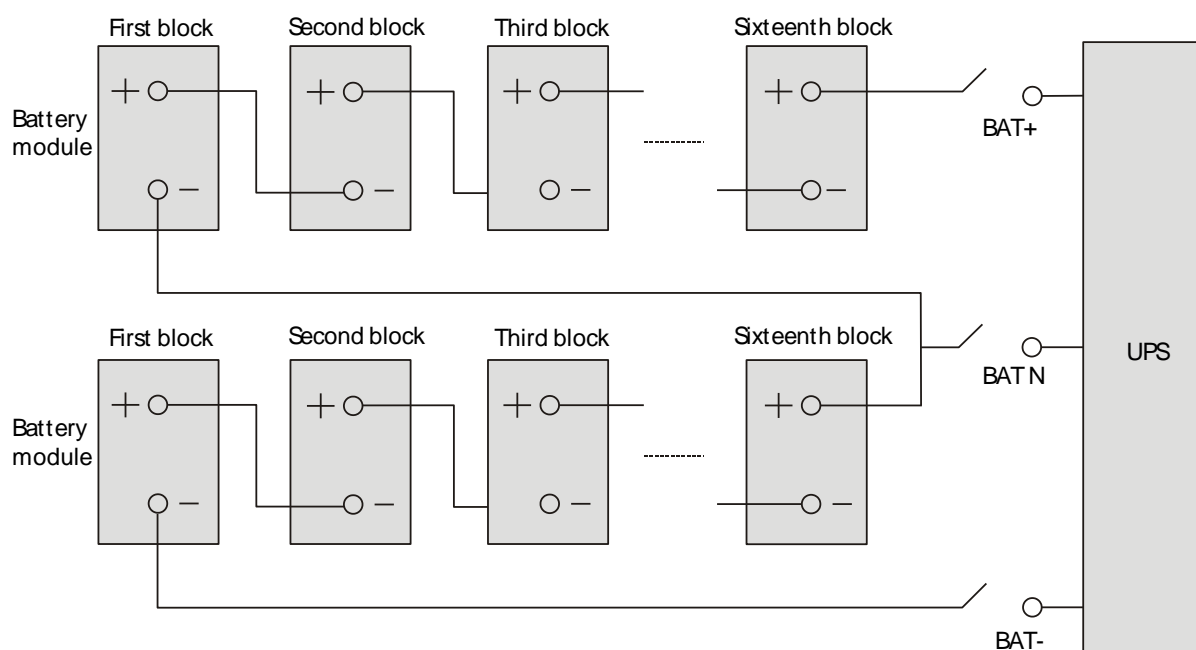 First block
Second block
Third block
Sixteenth block
Battery
module
+
+
+
+
−
−
−
−
BAT+
First block
Second block
Third block
Sixteenth block
BAT N
UPS
Battery
module
+
+
+
+
−
−
−
−
BAT-